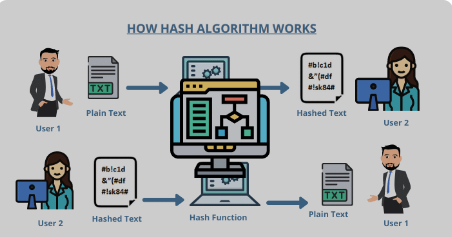 HOW HASH ALGORITHM WORKS
TXT
#b!c1d
&"(#df
#!sk84#
User 1
Plain Text
Hashed Text
User 2
#b!c1d
&"(#df
#!sk84#
TXT
User 2
Hashed Text
Hash Function
Plain Text
User 1